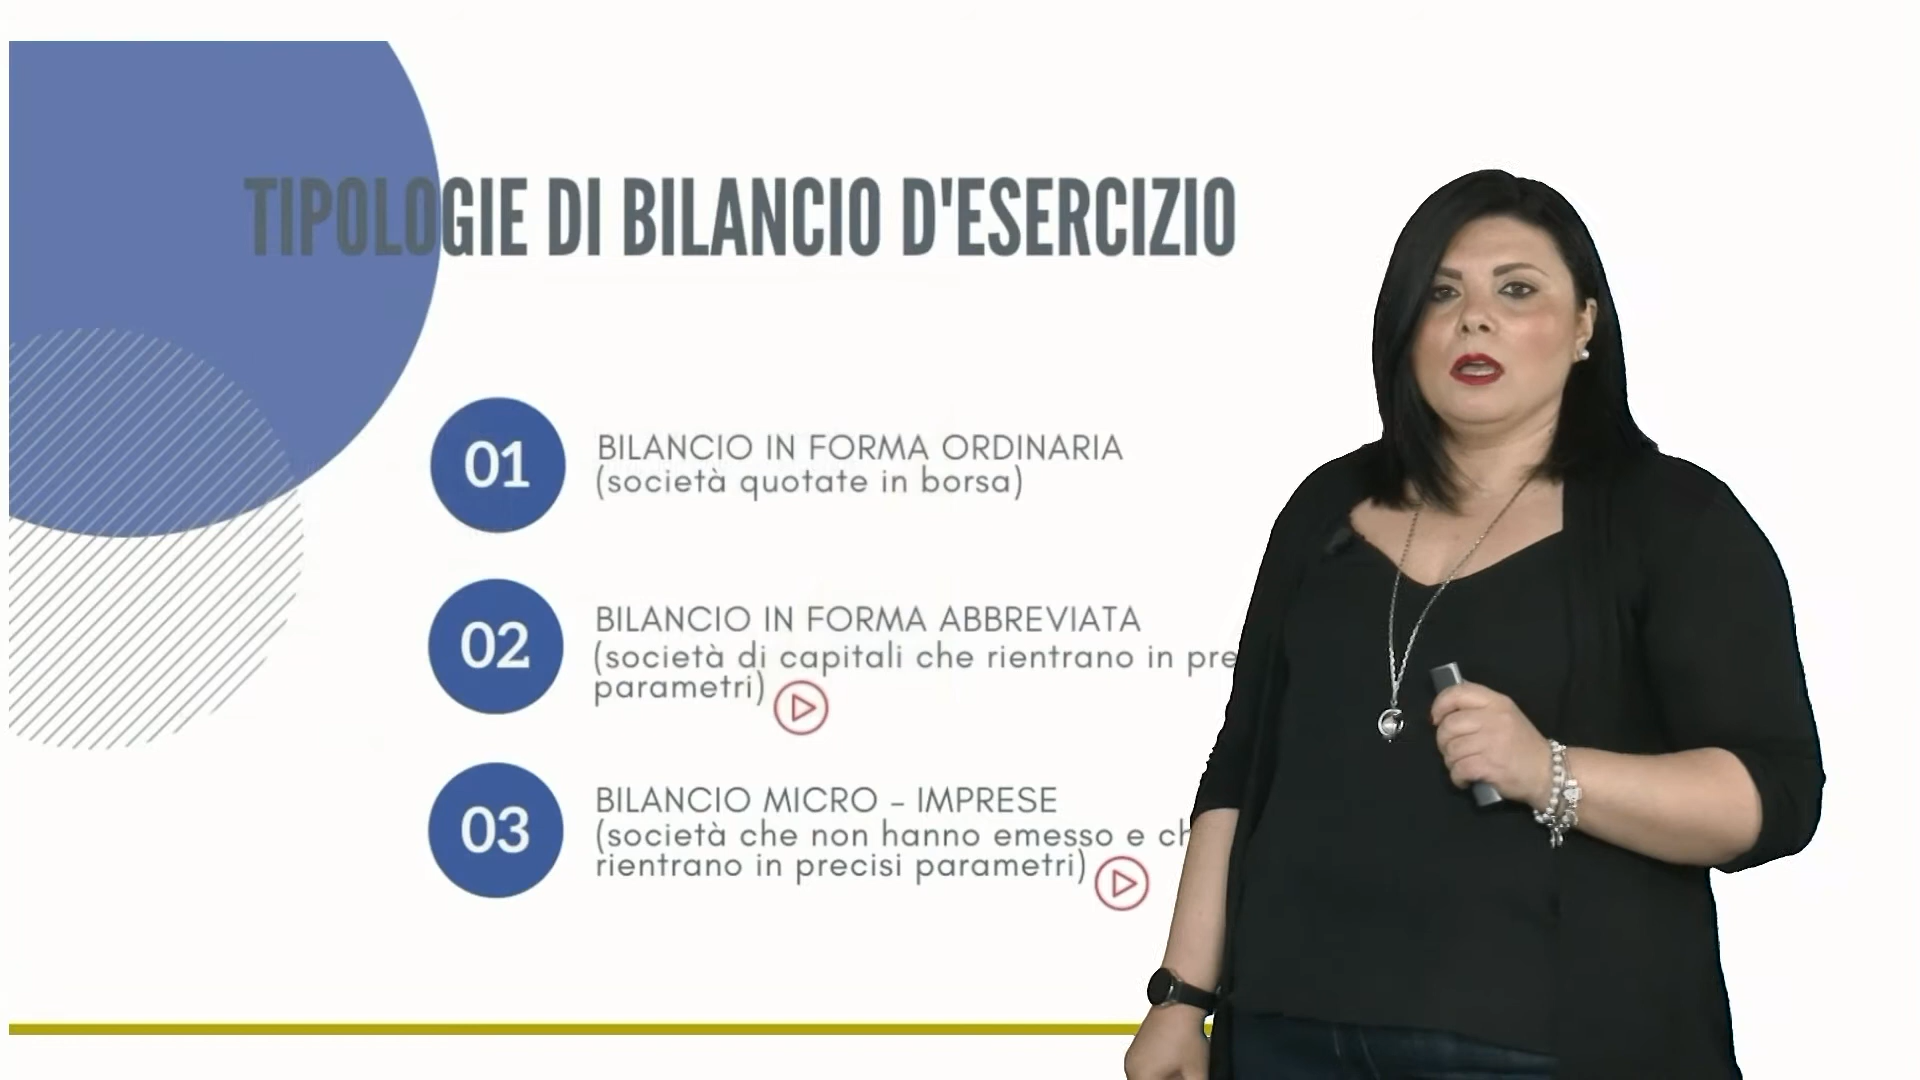 TIPOLOGIE DI BILANCIO D'ESERCIZIO
01
BILANCIO IN FORMA ORDINARIA
(società quotate in borsa)
02
BILANCIO IN FORMA ABBREVIATA
(società di capitali che rientrano in
parametri)
03
BILANCIO MICRO – IMPRESE
(società che non hanno emesso e
rientrano in precisi parametri)